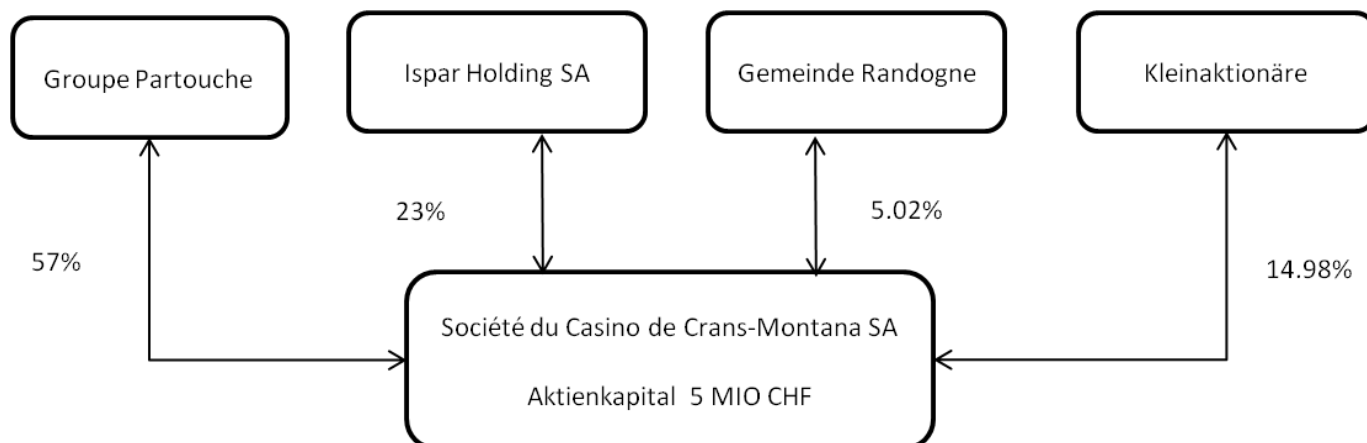 Groupe Partouche
Ispar Holding SA
Gemeinde Randogne
Kleinaktionäre
23%
5.02%
57%
14.98%
Société du Casino de Crans-Montana SA
Aktienkapital 5 MIO CHF